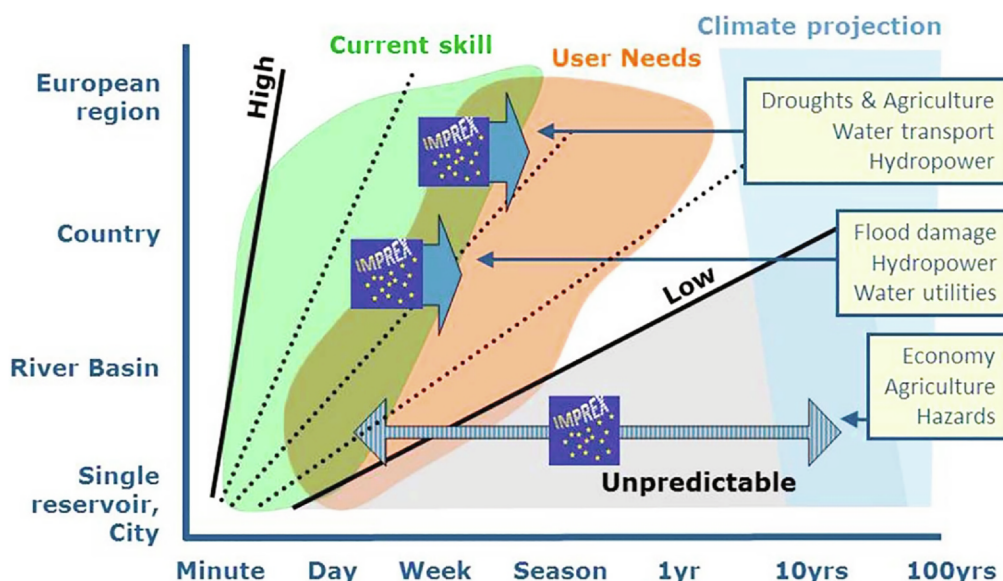 Climate projection
Current skill
User Needs
European
region
High
IMPREX
Droughts & Agriculture
Water transport
Hydropower
Country
IMPREX
Flood damage
Hydropower
Water utilities
Low
River Basin
Economy
Agriculture
Hazards
IMPREX
Single
reservoir,
City
Unpredictable
Minute Day Week Season 1yr 10yrs 100yrs